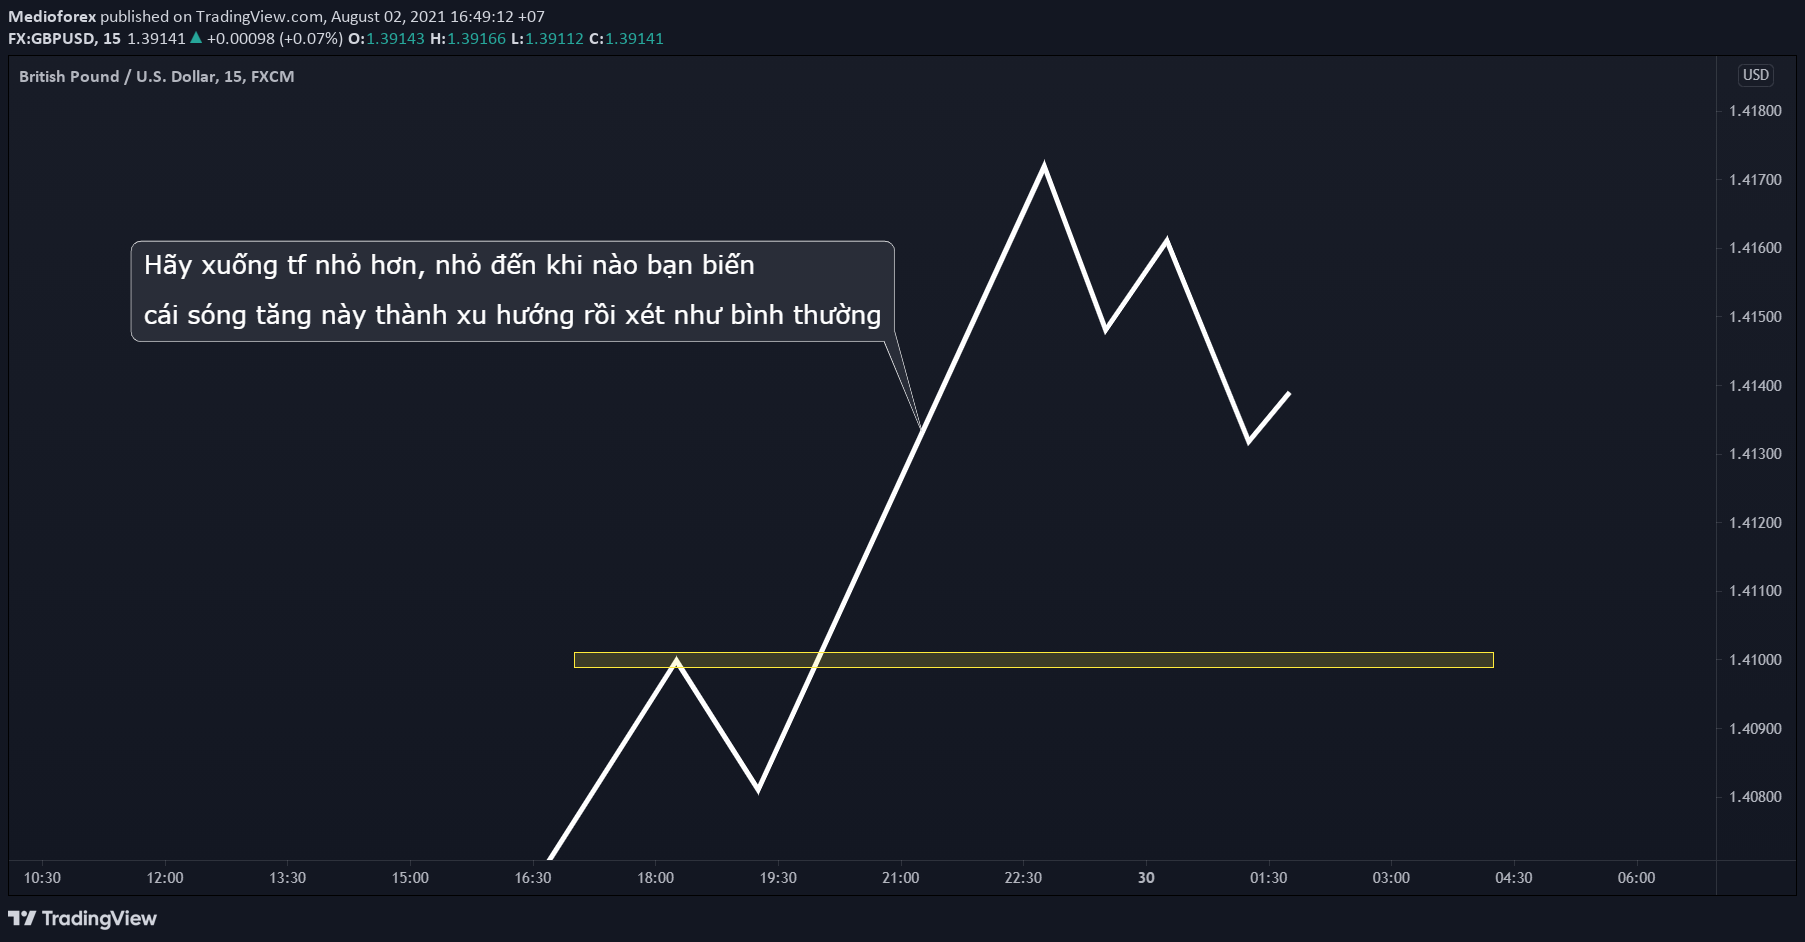 Medioforex published on TradingView.com, August 02, 2021 16:49:12 +07
FX:GBPUSD, 15 1.39141 ▲ +0.00098 (+0.07%) O:1.39143 H:1.39166 L:1.39112 C:1.39141
British Pound / U.S. Dollar, 15, FXCM
USD
1.41800
1.41700
1.41600
Hãy xuống tf nhỏ hơn, nhỏ đến khi nào bạn biến
cái sóng tăng này thành xu hướng rồi xét như bình thường
1.41500
1.41400
1.41300
1.41200
1.41100
1.41000
1.40900
1.40800
10:30 12:00 13:30 15:00 16:30 18:00 19:30 21:00 22:30 30 01:30 03:00 04:30 06:00
TradingView